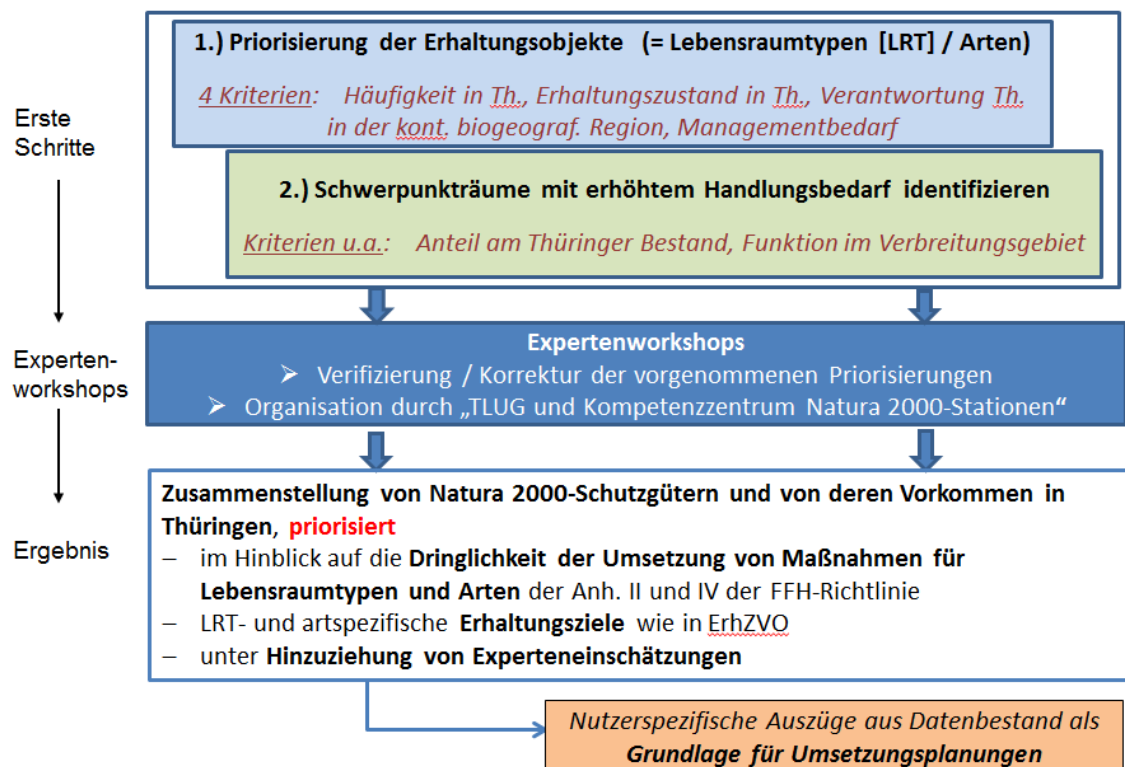 1.) Priorisierung der Erhaltungsobjekte (= Lebensraumtypen [LRT] / Arten)
4 Kriterien: Häufigkeit in Th., Erhaltungszustand in Th., Verantwortung Th.
in der kont. biogeograf. Region, Managementbedarf
Erste
Schritte
2.) Schwerpunkträume mit erhöhtem Handlungsbedarf identifizieren
Kriterien u.a.: Anteil am Thüringer Bestand, Funktion im Verbreitungsgebiet
Experten-
workshops
Expertenworkshops
➢ Verifizierung / Korrektur der vorgenommenen Priorisierungen
➢ Organisation durch „TLUG und Kompetenzzentrum Natura 2000-Stationen“
Ergebnis
Zusammenstellung von Natura 2000-Schutzgütern und von deren Vorkommen in
Thüringen, priorisiert
– im Hinblick auf die Dringlichkeit der Umsetzung von Maßnahmen für
Lebensraumtypen und Arten der Anh. II und IV der FFH-Richtlinie
– LRT- und artspezifische Erhaltungsziele wie in ErhZVO
– unter Hinzuziehung von Experteneinschätzungen
Nutzerspezifische Auszüge aus Datenbestand als
Grundlage für Umsetzungsplanungen